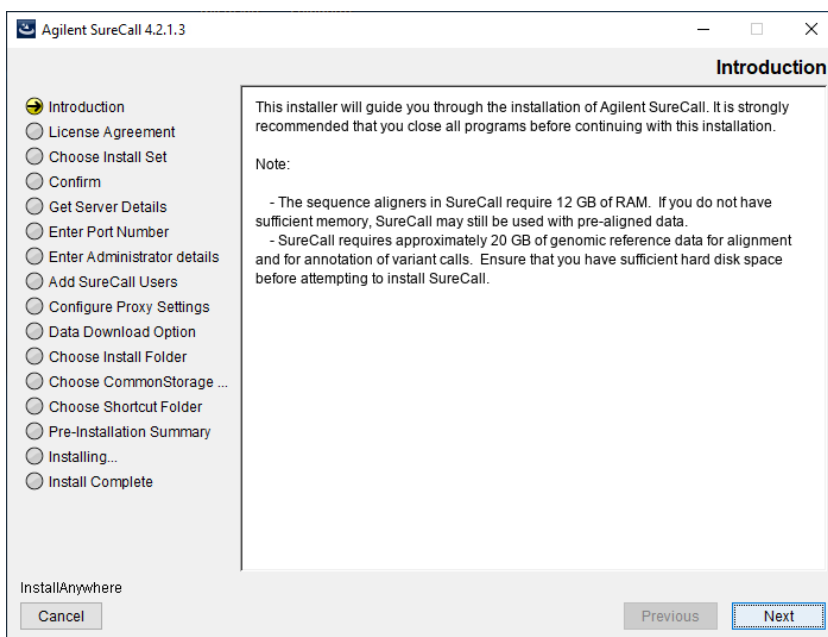 Agilent SureCall 4.2.1.3
Introduction
Introduction
License Agreement
Choose Install Set
Confirm
Get Server Details
Enter Port Number
Enter Administrator details
Add SureCall Users
Configure Proxy Settings
Data Download Option
Choose Install Folder
Choose CommonStorage ...
Choose Shortcut Folder
Pre-Installation Summary
Installing...
Install Complete
This installer will guide you through the installation of Agilent SureCall. It is strongly
recommended that you close all programs before continuing with this installation.
Note:
- The sequence aligners in SureCall require 12 GB of RAM.  If you do not have
sufficient memory, SureCall may still be used with pre-aligned data.
- SureCall requires approximately 20 GB of genomic reference data for alignment
and for annotation of variant calls.  Ensure that you have sufficient hard disk space
before attempting to install SureCall.
InstallAnywhere
Cancel
Previous
Next